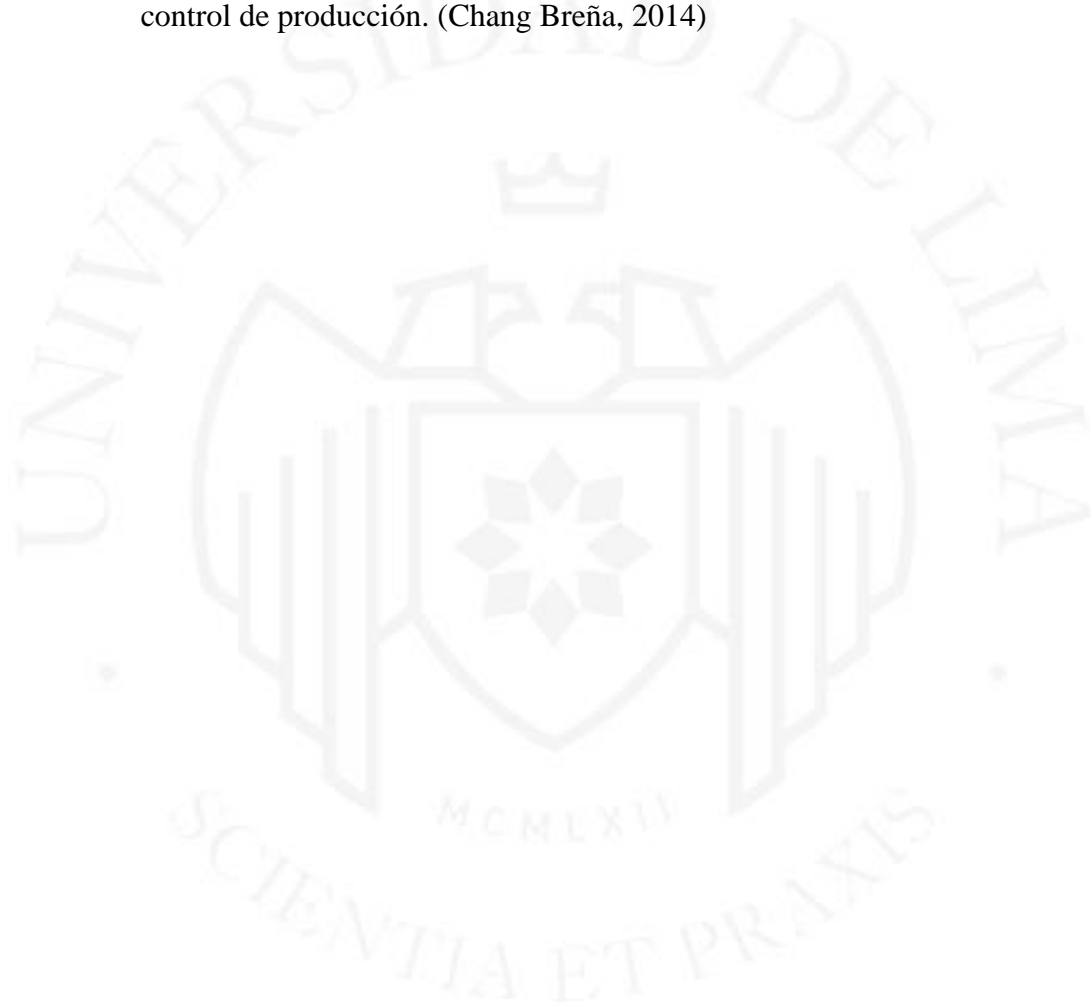 control de producción. (Chang Breña, 2014)
UNIVERSIDAD DE LIMA
MCMLXII
SCIENTIA ET PRAXIS